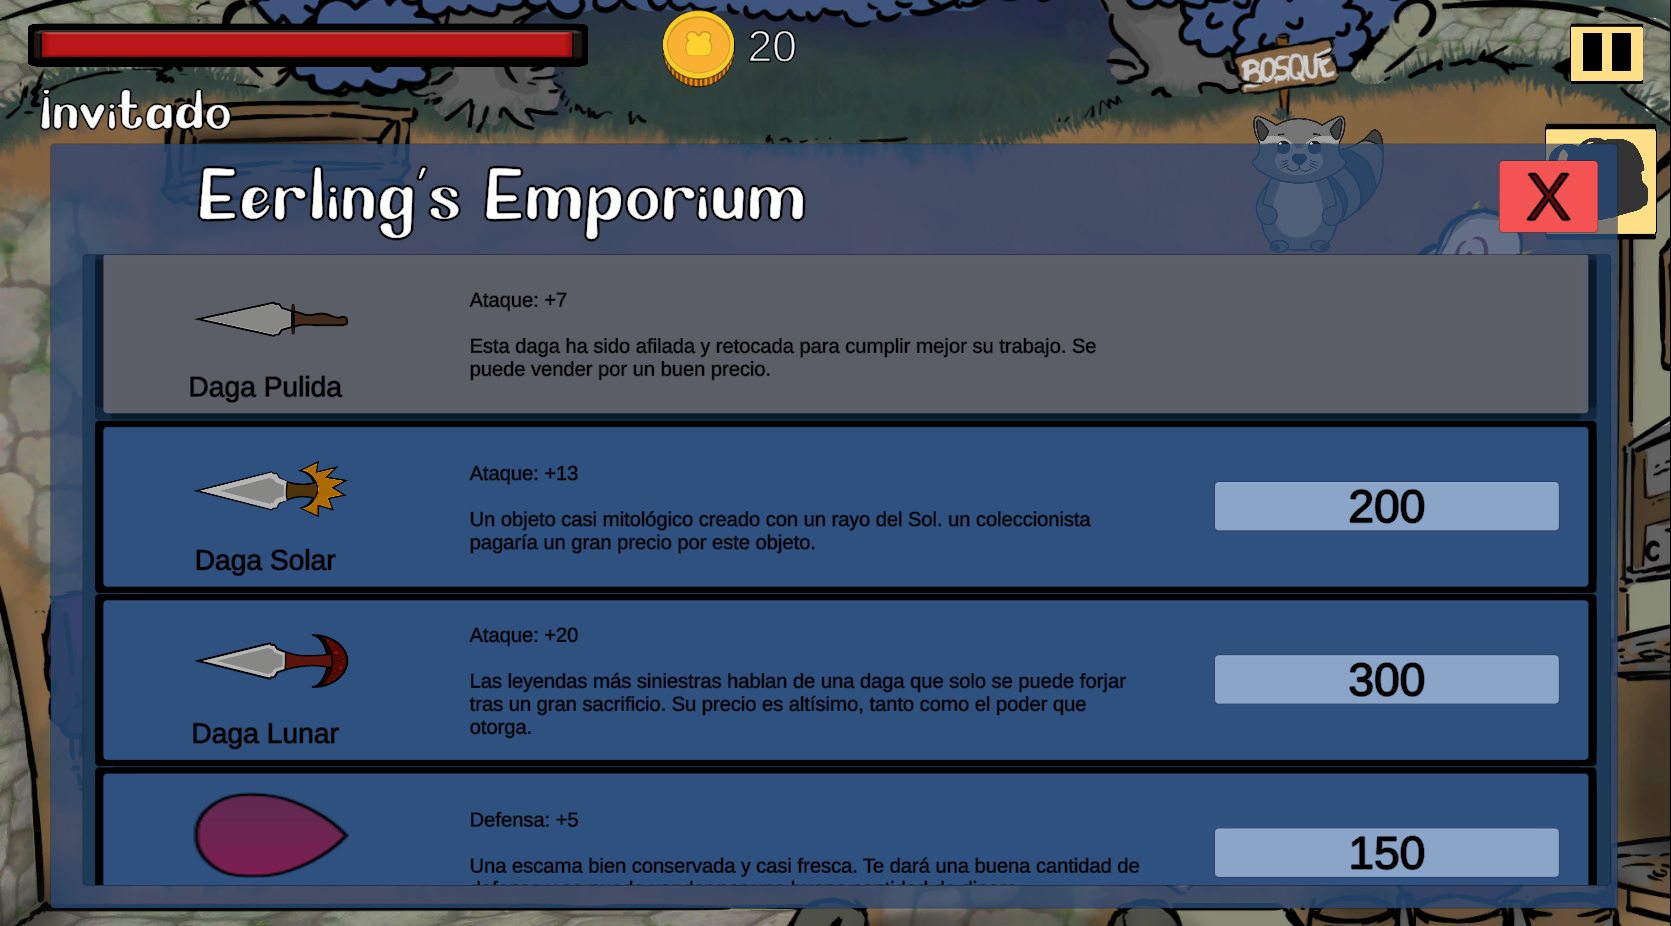 20
BOSQUE
Invitado
Eerling's Emporium
X
Ataque: +7
Esta daga ha sido afilada y retocada para cumplir mejor su trabajo. Se
puede vender por un buen precio.
Daga Pulida
Ataque: +13
Un objeto casi mitológico creado con un rayo del Sol. un coleccionista
pagaría un gran precio por este objeto.
Daga Solar
200
Ataque: +20
Las leyendas más siniestras hablan de una daga que solo se puede forjar
tras un gran sacrificio. Su precio es altísimo, tanto como el poder que
otorga.
Daga Lunar
300
Defensa: +5
Una escama bien conservada y casi fresca. Te dará una buena cantidad de
150
C